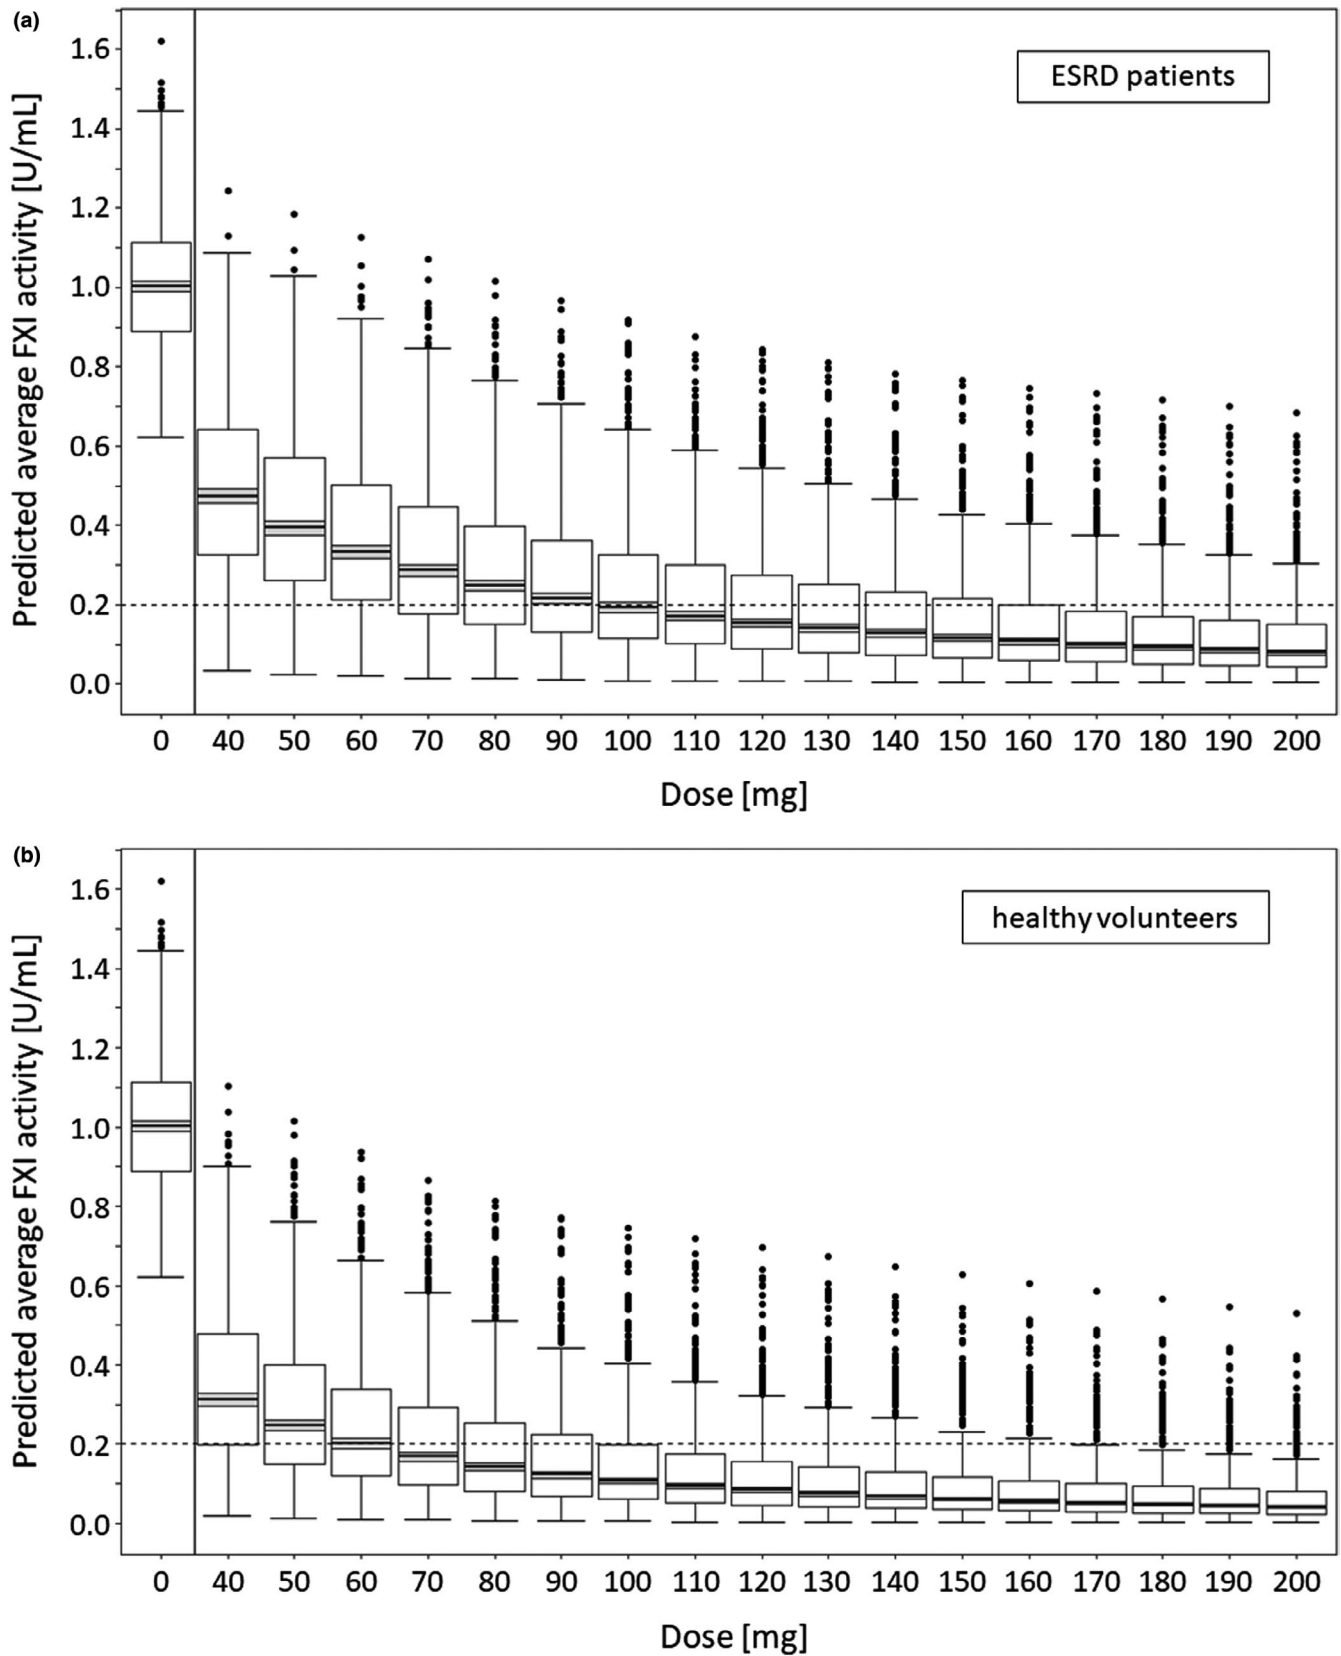 (a)
ESRD patients
Predicted average FXI activity [U/mL]
1.6
1.4
1.2
1.0
0.8
0.6
0.4
0.2
0.0
0 40 50 60 70 80 90 100 110 120 130 140 150 160 170 180 190 200
Dose [mg]
(b)
healthy volunteers
Predicted average FXI activity [U/mL]
1.6
1.4
1.2
1.0
0.8
0.6
0.4
0.2
0.0
0 40 50 60 70 80 90 100 110 120 130 140 150 160 170 180 190 200
Dose [mg]